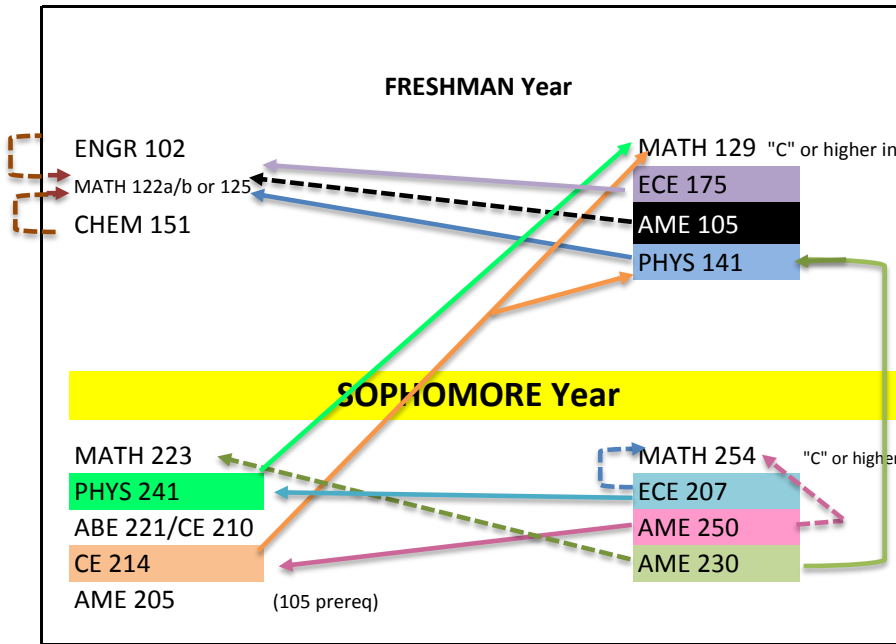 FRESHMAN Year
ENGR 102
MATH 122a/b or 125
CHEM 151
MATH 129 "C" or higher in
ECE 175
AME 105
PHYS 141
SOPHOMORE Year
MATH 223
PHYS 241
ABE 221/CE 210
CE 214
AME 205 (105 prereq)
MATH 254 "C" or higher
ECE 207
AME 250
AME 230